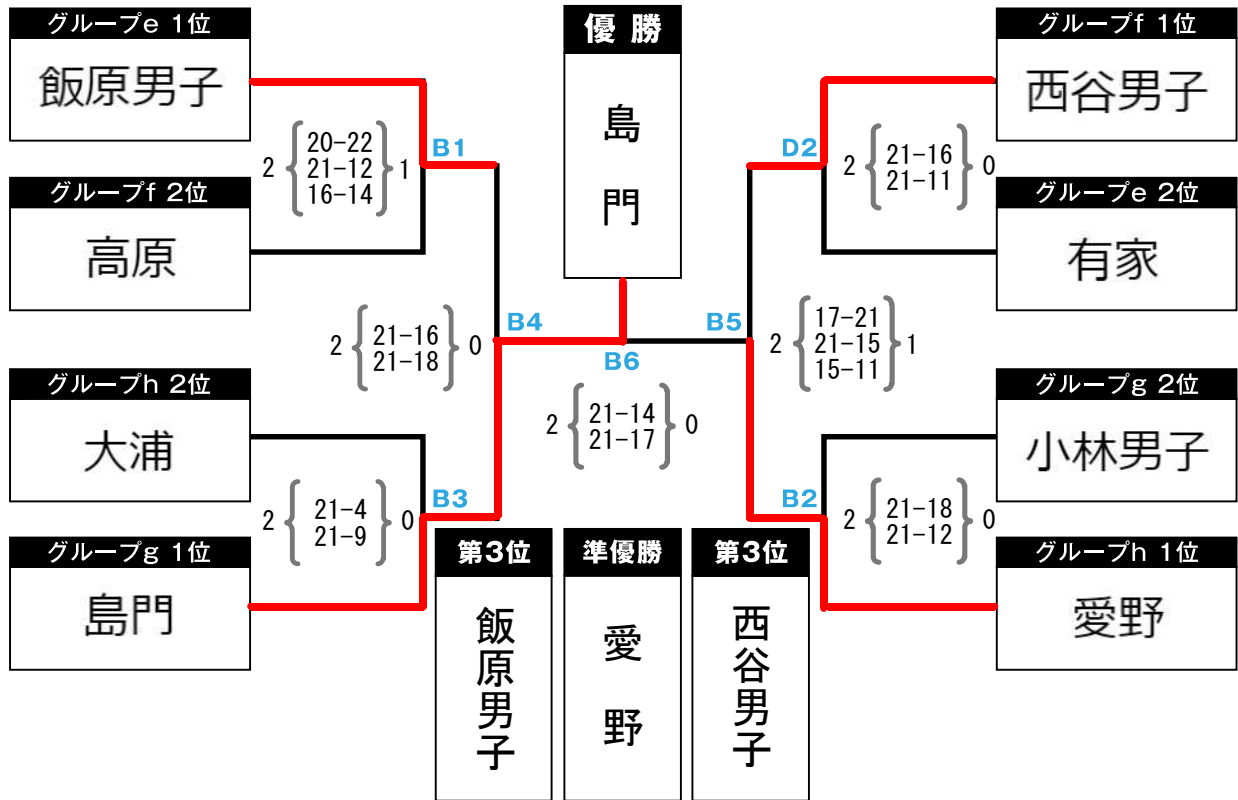 グループe 1位
飯原男子
グループf 2位
高原
グループh 2位
大浦
グループg 1位
島門
2 20-22 1
21-12
16-14
B1
2 21-16 0
21-18
B4
2 21-4 0
21-9
B3
優 勝
島門
B6
2 21-14 0
21-17
第3位
飯原男子
準優勝
愛野
第3位
西谷男子
D2
2 21-16 0
21-11
B5
2 17-21 1
21-15
15-11
B2
2 21-18 0
21-12
グループf 1位
西谷男子
グループe 2位
有家
グループg 2位
小林男子
グループh 1位
愛野